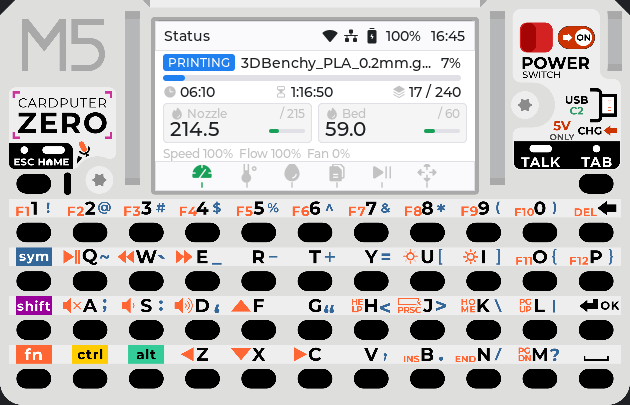 M5
Status 100% 16:45
PRINTING 3DBenchy_PLA_0.2mm.g... 7%
06:10 1:16:50 17 / 240
Nozzle / 215 Bed / 60
214.5 59.0
Speed 100% Flow 100% Fan 0%
ON
POWER
SWITCH
USB
C2
5V
ONLY CHG
CARDPUTER
ZERO
ESC HOME
TALK TAB
F1 1 ! F2 2 @ F3 3 # F4 4 $ F5 5 % F6 6 ^ F7 7 & F8 8 * F9 9 ( F10 0 ) DEL
sym Q ~ W ` E _ R - T + Y = U [ I ] F11 O { F12 P }
shift A ; S : D , F G “ HELP H < PRSC J > HOME K \ PGUP L | OK
fn ctrl alt Z X C V , INS B . END N / PGDN M ?